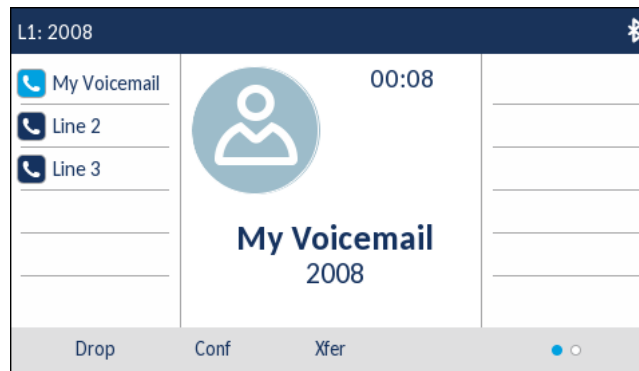 L1: 2008
My Voicemail
Line 2
Line 3
00:08
My Voicemail
2008
Drop Conf Xfer